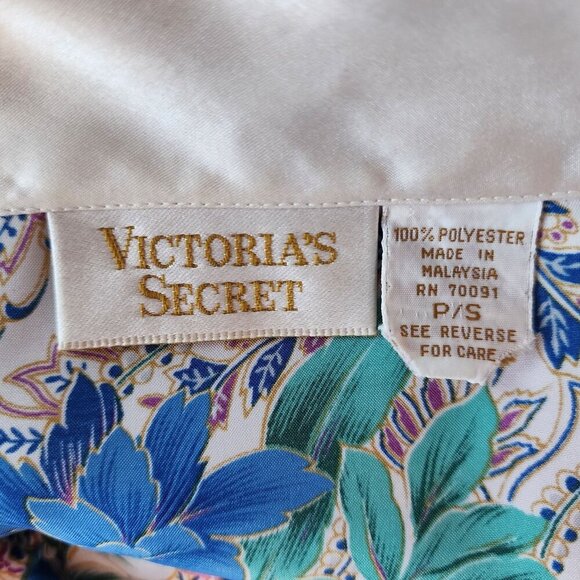 VICTORIA'S
SECRET
100% POLYESTER
MADE IN
MALAYSIA
RN 70091
P/S
SEE REVERSE
FOR CARE